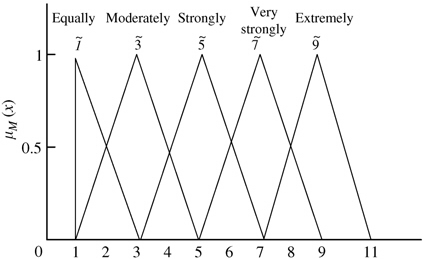 Equally Moderately Strongly Very strongly Extremely
1̃ 3̃ 5̃ 7̃ 9̃
1
0.5
μM (x)
0 1 2 3 4 5 6 7 8 9 11